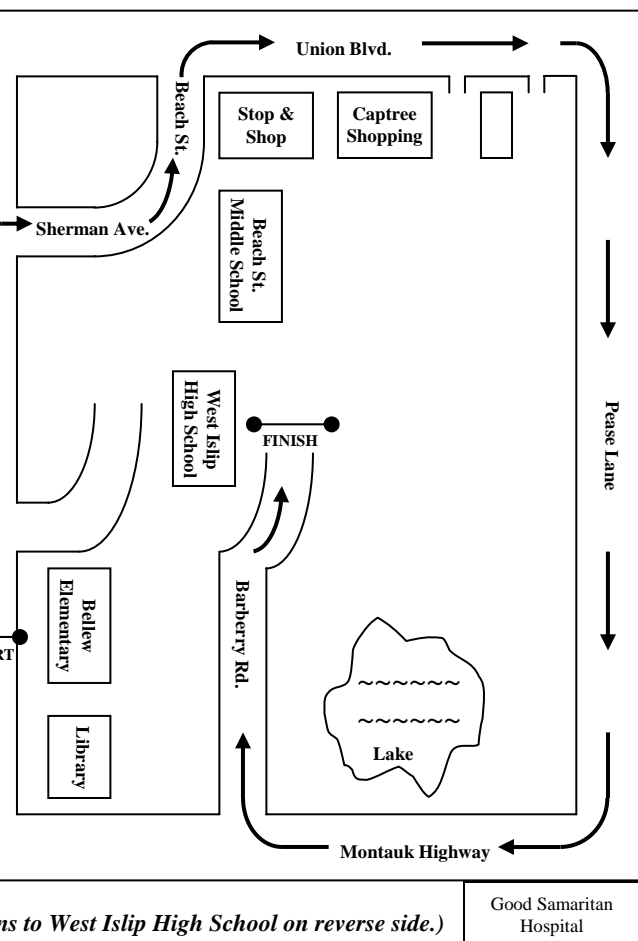 Union Blvd.
Beach St.
Stop &
Shop
Captree
Shopping
Sherman Ave.
Beach St.
Middle School
West Islip
High School
FINISH
Pease Lane
Bellew
Elementary
RT
Barberry Rd.
~~~~~~
~~~~~~
Lake
Library
Montauk Highway
ns to West Islip High School on reverse side.)
Good Samaritan
Hospital